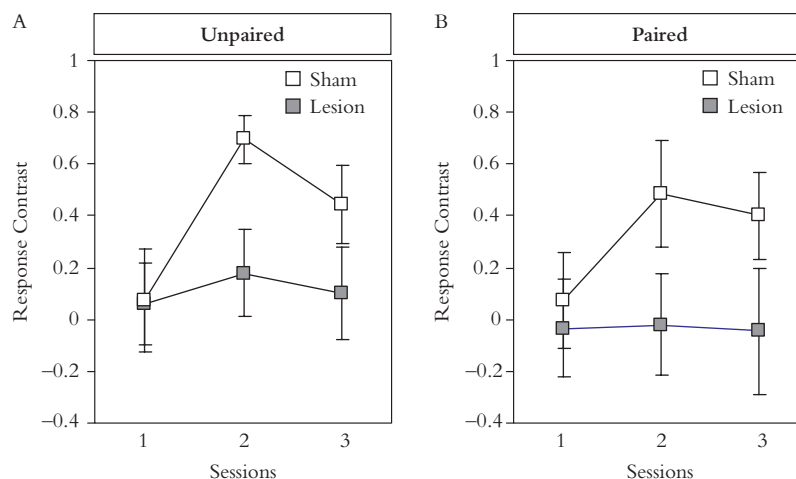 A
Unpaired
1
0.8
0.6
0.4
0.2
0
–0.2
–0.4
Response Contrast
Sham
Lesion
1 2 3
Sessions
B
Paired
1
0.8
0.6
0.4
0.2
0
–0.2
–0.4
Response Contrast
Sham
Lesion
1 2 3
Sessions